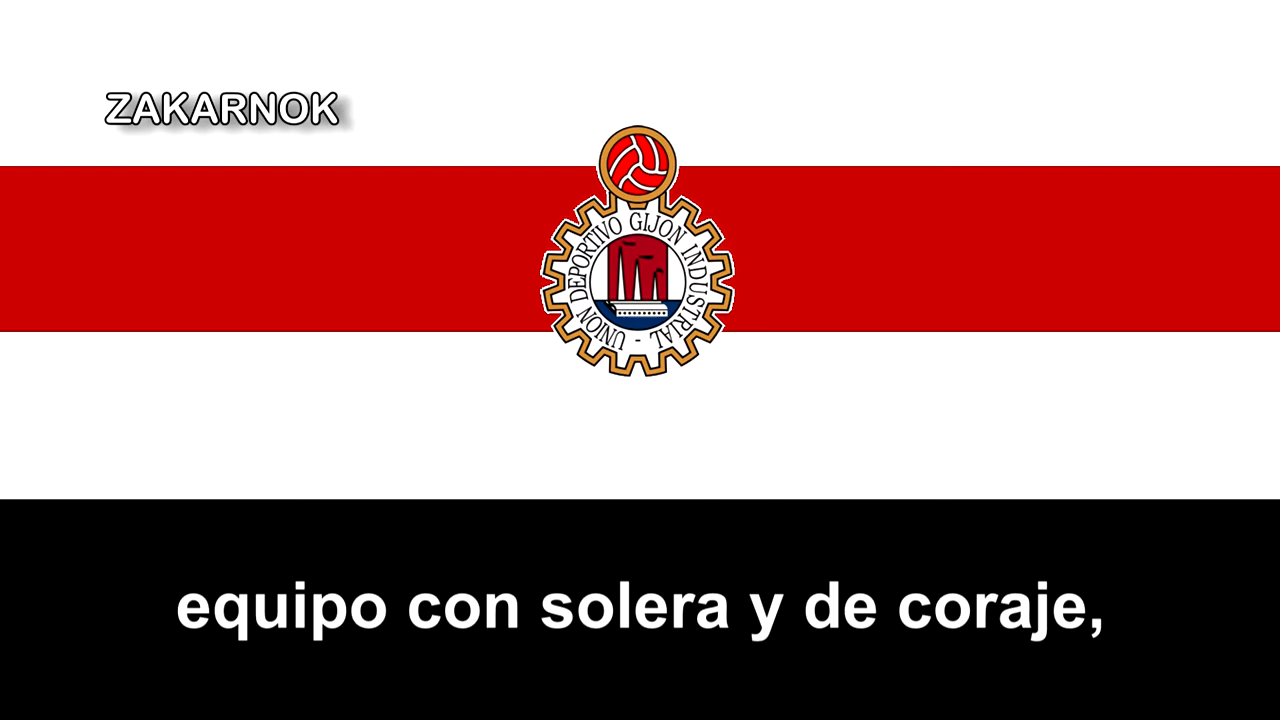 ZAKARNOK
UNION DEPORTIVO GIJON INDUSTRIAL -
equipo con solera y de coraje,